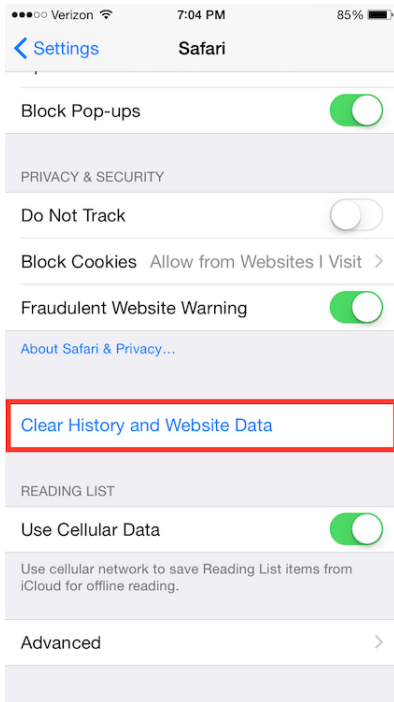 Verizon 7:04 PM 85%
Settings Safari
Block Pop-ups
PRIVACY & SECURITY
Do Not Track
Block Cookies Allow from Websites I Visit
Fraudulent Website Warning
About Safari & Privacy...
Clear History and Website Data
READING LIST
Use Cellular Data
Use cellular network to save Reading List items from
iCloud for offline reading.
Advanced